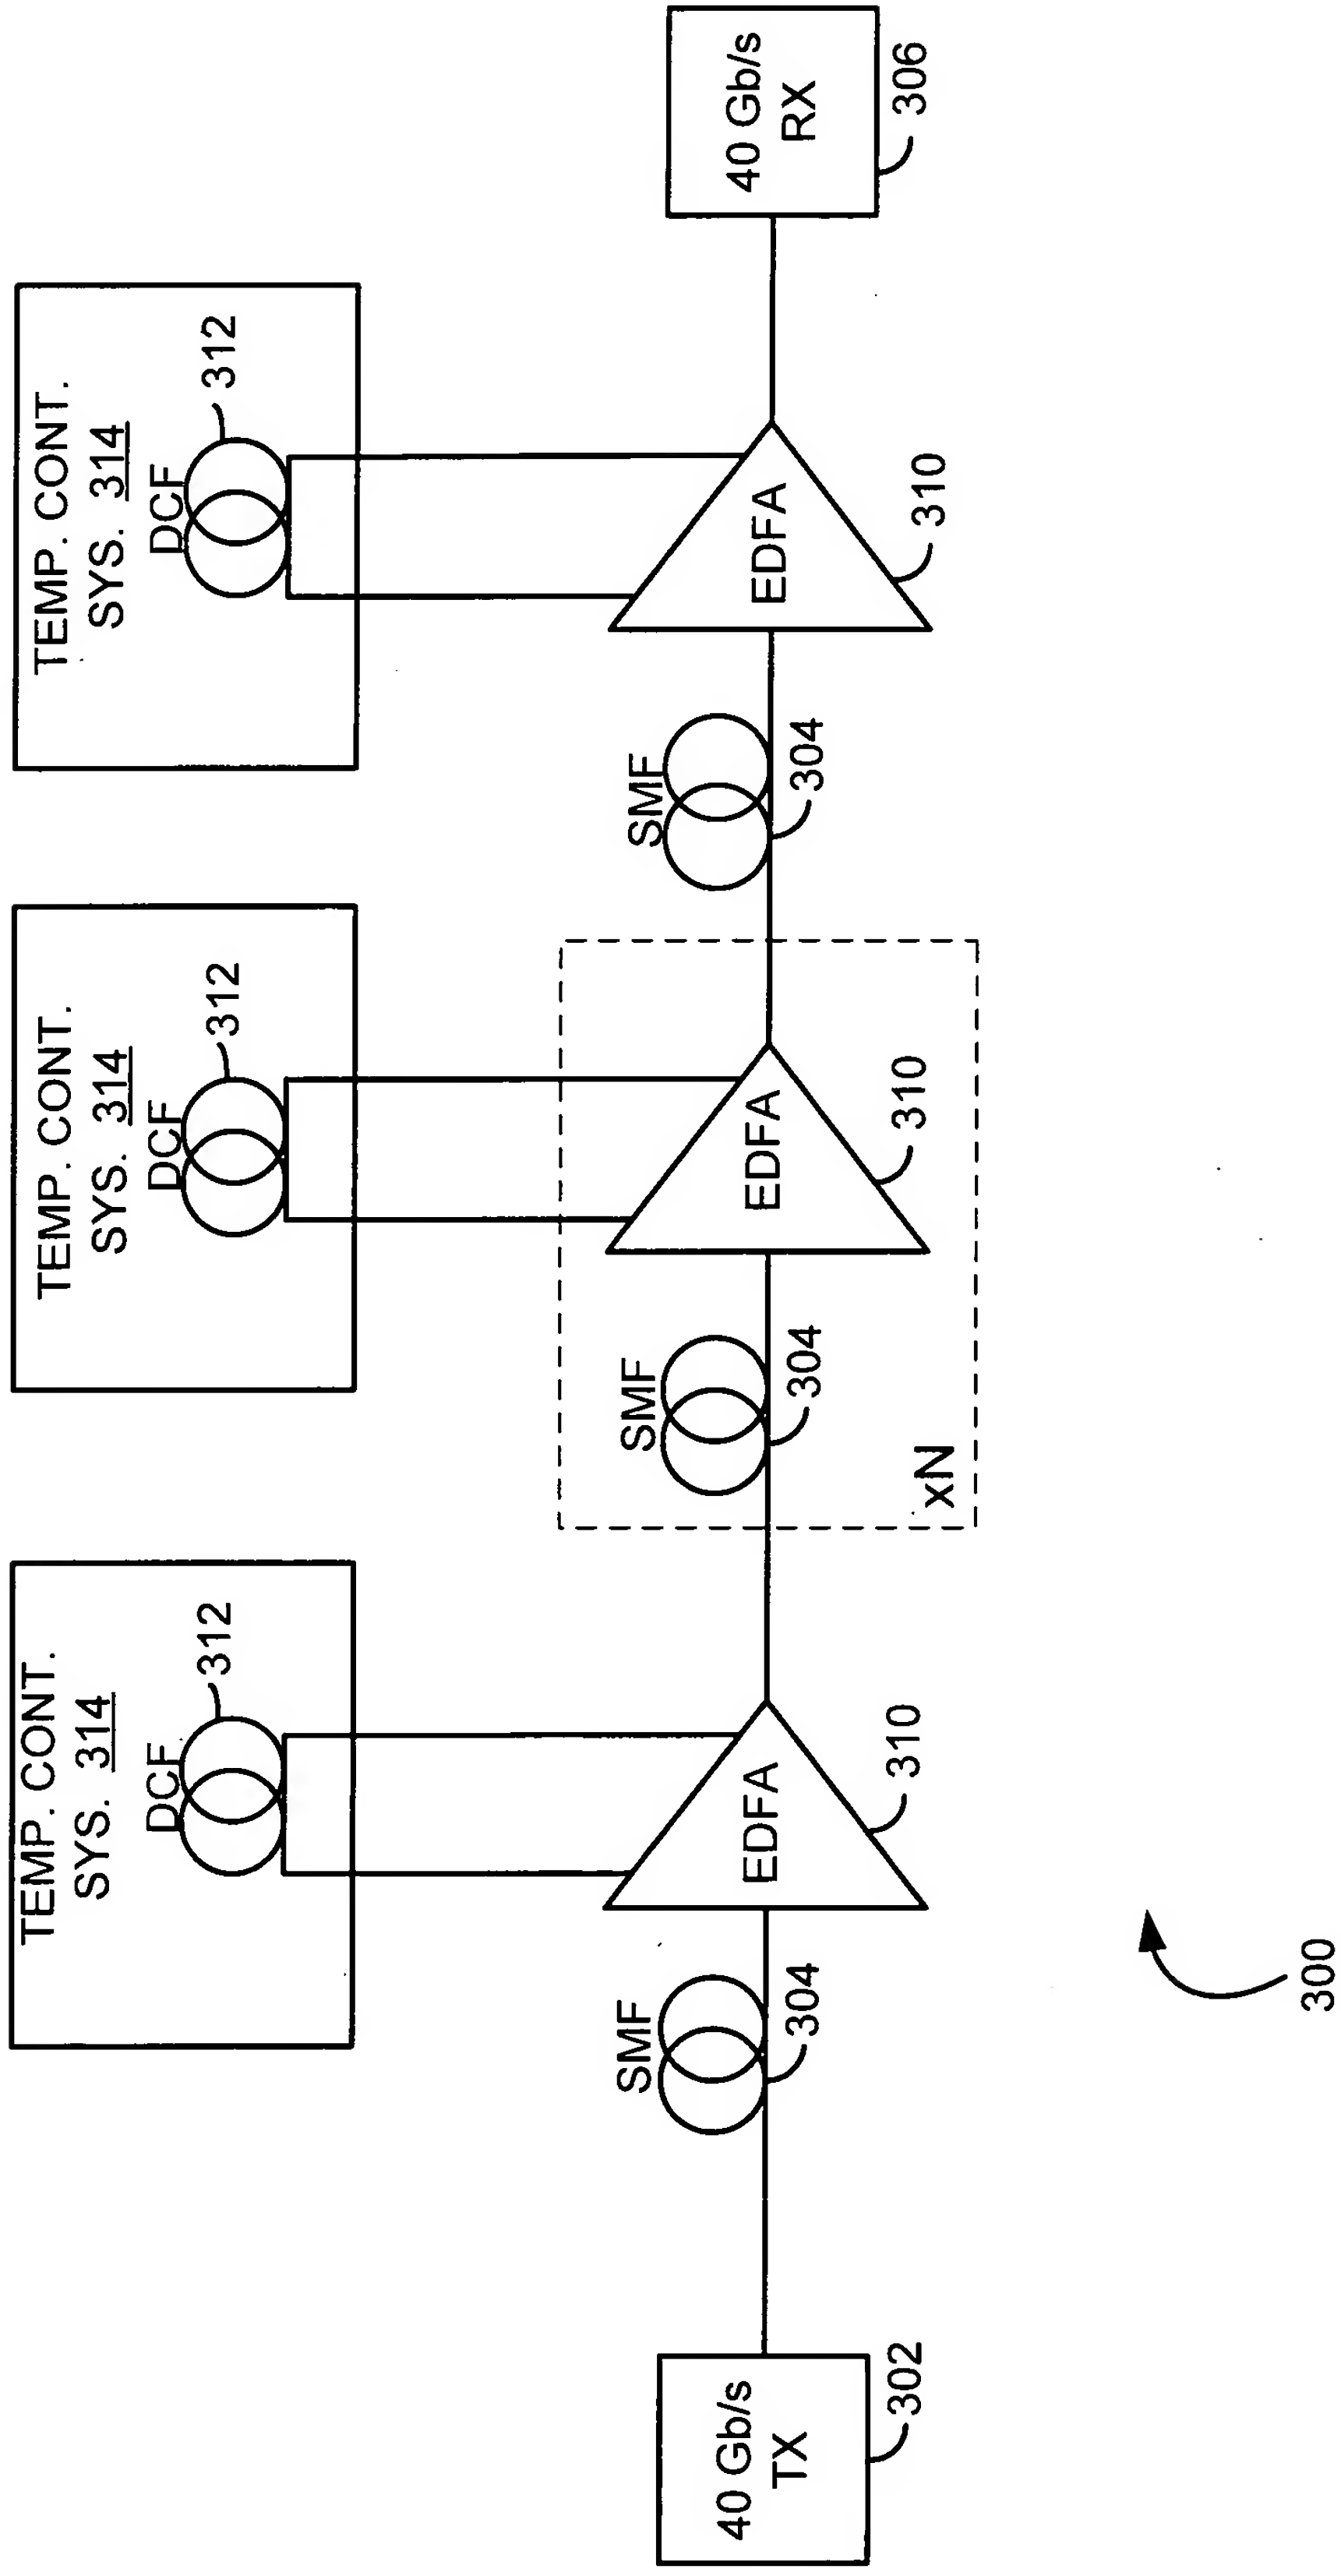 TEMP. CONT.
SYS. 314
DCF
312
TEMP. CONT.
SYS. 314
DCF
312
TEMP. CONT.
SYS. 314
DCF
312
40 Gb/s
TX
302
SMF
304
EDFA
310
SMF
304
xN
EDFA
310
SMF
304
EDFA
310
40 Gb/s
RX
306
300